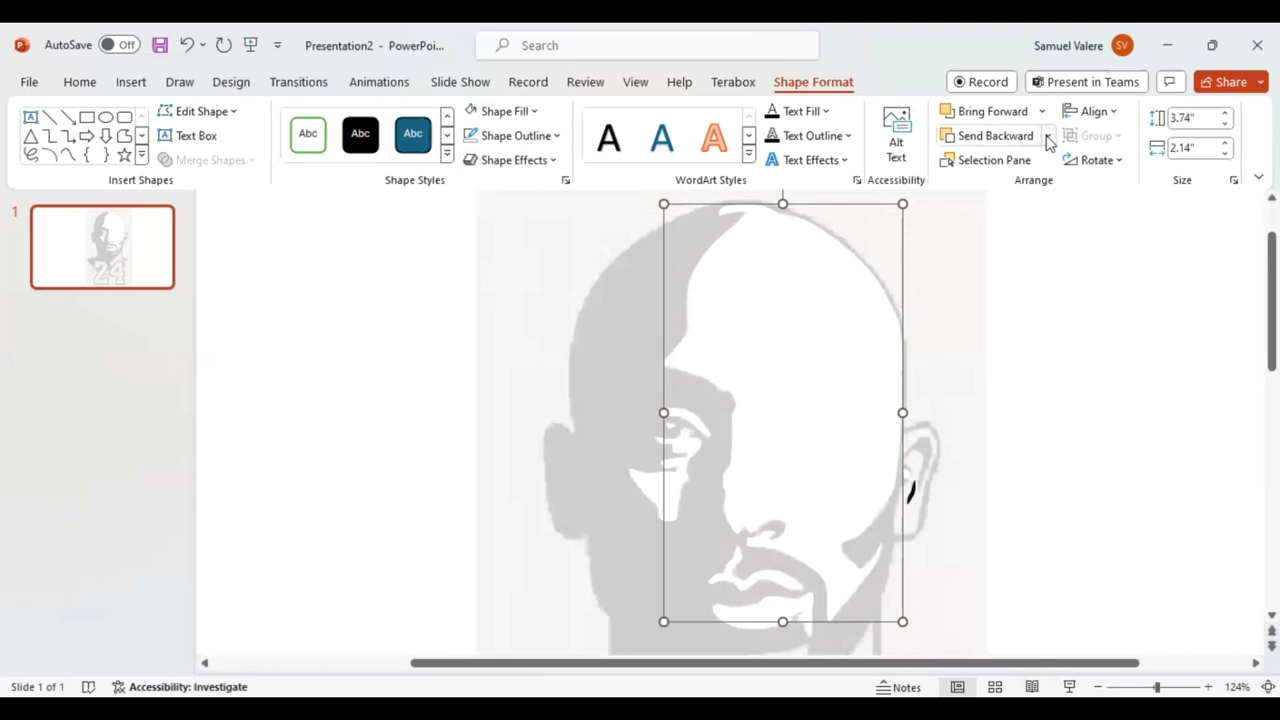 AutoSave Off Presentation2 - PowerPoi... Search Samuel Valere SV
File Home Insert Draw Design Transitions Animations Slide Show Record Review View Help Terabox Shape Format Record Present in Teams Share
Edit Shape Abc Abc Abc Shape Fill A A A Text Fill Alt Text Bring Forward Align 3.74"
Text Box Shape Outline Text Outline Send Backward Group 2.14"
Merge Shapes Shape Effects Text Effects Selection Pane Rotate
Insert Shapes Shape Styles WordArt Styles Accessibility Arrange Size
1
24
Slide 1 of 1 Accessibility: Investigate Notes 124%